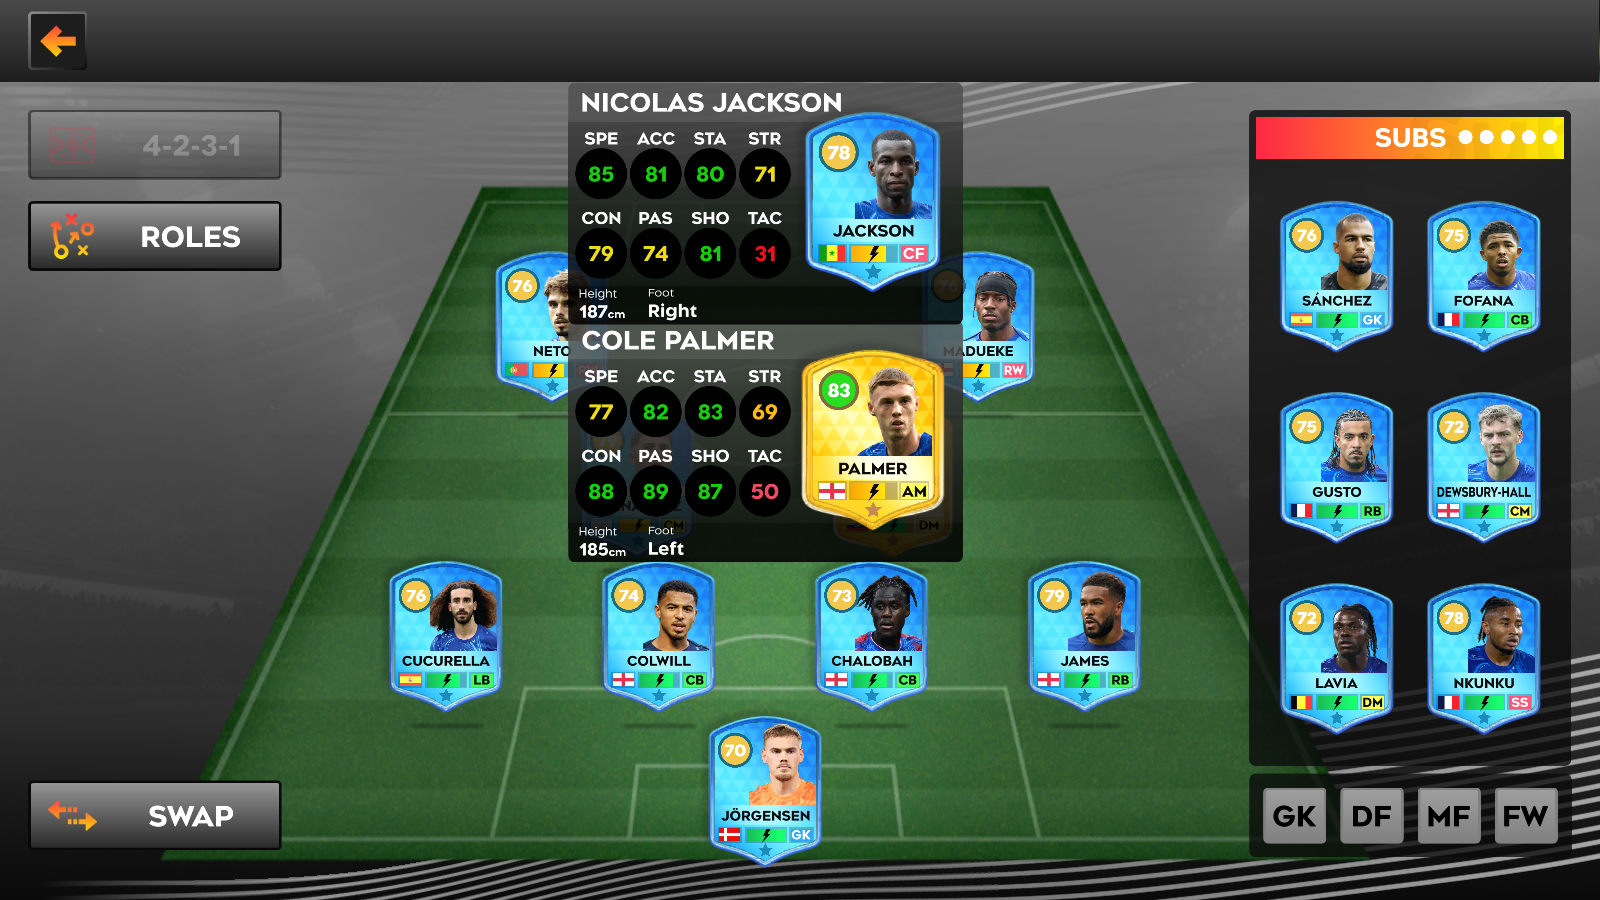 4-2-3-1
ROLES
NICOLAS JACKSON
SPE ACC STA STR
85 81 80 71
CON PAS SHO TAC
79 74 81 31
Height Foot
187cm Right
78
JACKSON
CF
COLE PALMER
SPE ACC STA STR
77 82 83 69
CON PAS SHO TAC
88 89 87 50
Height Foot
185cm Left
83
PALMER
AM
76
NETO
MADUEKE
RW
CM
DM
76
CUCURELLA
LB
74
COLWILL
CB
73
CHALOBAH
CB
79
JAMES
RB
70
JÖRGENSEN
GK
SWAP
SUBS
76
SÁNCHEZ
GK
75
FOFANA
CB
75
GUSTO
RB
72
DEWSBURY-HALL
CM
72
LAVIA
DM
78
NKUNKU
SS
GK DF MF FW